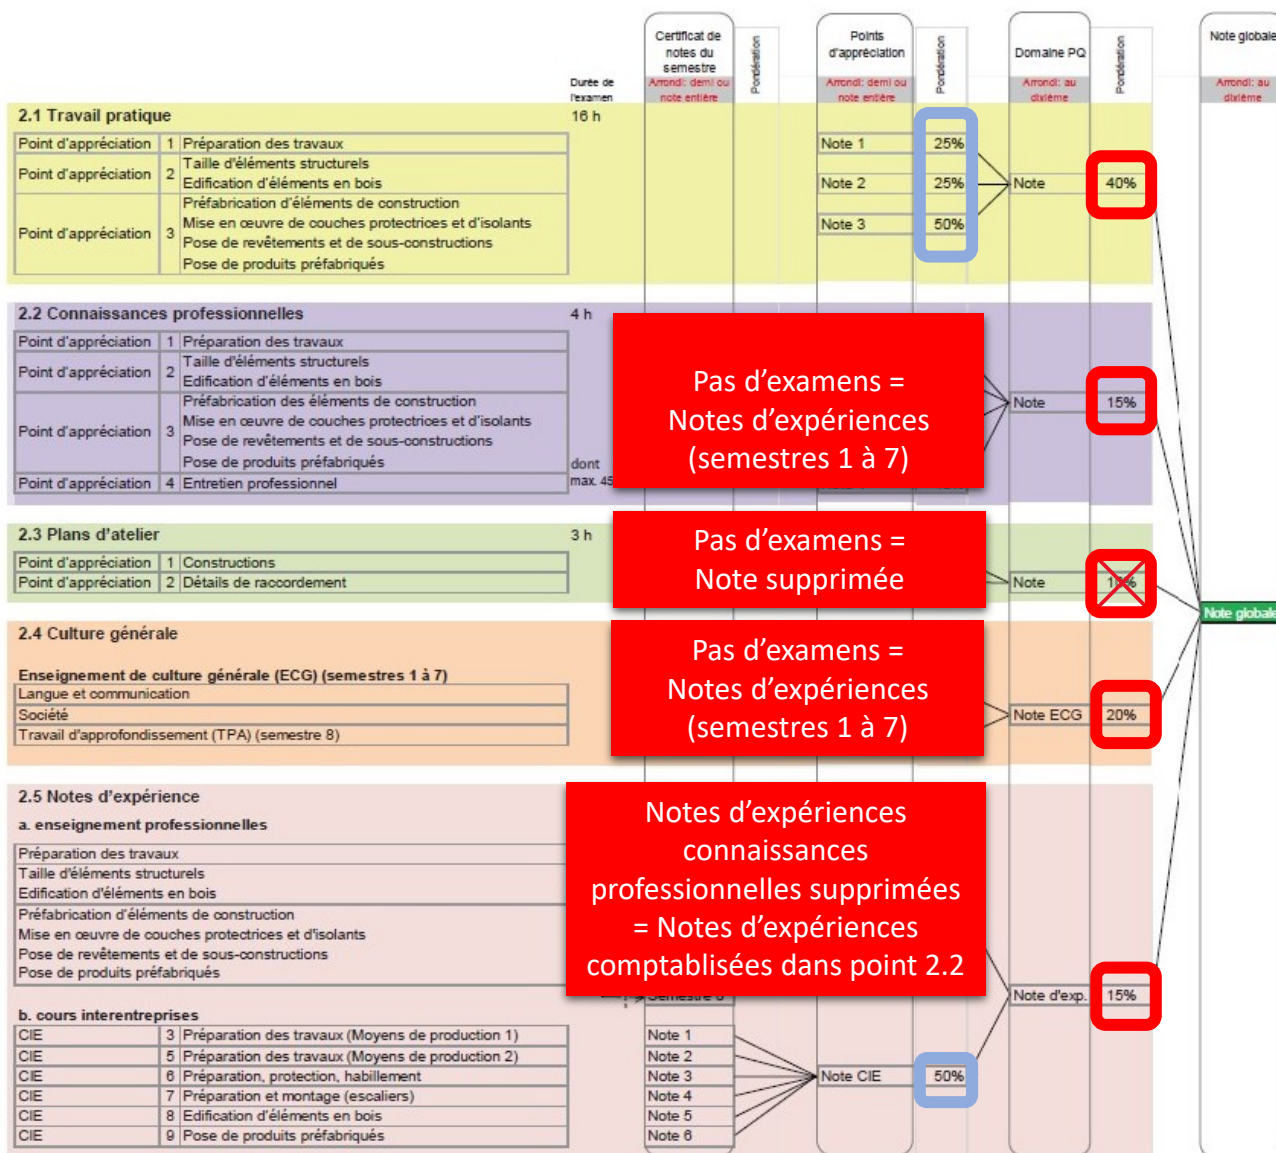 Certificat de notes du semestre
Pondération
Points d'appréciation
Pondération
Domaine PQ
Pondération
Note globale
Durée de l'examen
Arrondi: demi ou note entière
Arrondi: demi ou note entière
Arrondi: au dixième
Arrondi: au dixième
2.1 Travail pratique 16 h
Point d'appréciation 1 Préparation des travaux Note 1 25%
Point d'appréciation 2 Taille d'éléments structurels
Edification d'éléments en bois Note 2 25% Note 40%
Préfabrication d'éléments de construction
Point d'appréciation 3 Mise en œuvre de couches protectrices et d'isolants Note 3 50%
Pose de revêtements et de sous-constructions
Pose de produits préfabriqués
2.2 Connaissances professionnelles 4 h
Point d'appréciation 1 Préparation des travaux
Point d'appréciation 2 Taille d'éléments structurels
Edification d'éléments en bois
Préfabrication des éléments de construction Note 15%
Point d'appréciation 3 Mise en œuvre de couches protectrices et d'isolants
Pose de revêtements et de sous-constructions
Pose de produits préfabriqués dont
Point d'appréciation 4 Entretien professionnel max. 45
Pas d'examens =
Notes d'expériences
(semestres 1 à 7)
2.3 Plans d'atelier 3 h
Point d'appréciation 1 Constructions
Point d'appréciation 2 Détails de raccordement Note
Pas d'examens =
Note supprimée
Note globale
2.4 Culture générale
Enseignement de culture générale (ECG) (semestres 1 à 7)
Langue et communication
Société Note ECG 20%
Travail d'approfondissement (TPA) (semestre 8)
Pas d'examens =
Notes d'expériences
(semestres 1 à 7)
2.5 Notes d'expérience
a. enseignement professionnelles
Préparation des travaux
Taille d'éléments structurels
Edification d'éléments en bois
Préfabrication d'éléments de construction
Mise en œuvre de couches protectrices et d'isolants
Pose de revêtements et de sous-constructions
Pose de produits préfabriqués
Notes d'expériences
connaissances
professionnelles supprimées
= Notes d'expériences
comptablisées dans point 2.2
Note d'exp. 15%
b. cours interentreprises
CIE 3 Préparation des travaux (Moyens de production 1) Note 1
CIE 5 Préparation des travaux (Moyens de production 2) Note 2
CIE 6 Préparation, protection, habillement Note 3 Note CIE 50%
CIE 7 Préparation et montage (escaliers) Note 4
CIE 8 Edification d'éléments en bois Note 5
CIE 9 Pose de produits préfabriqués Note 6